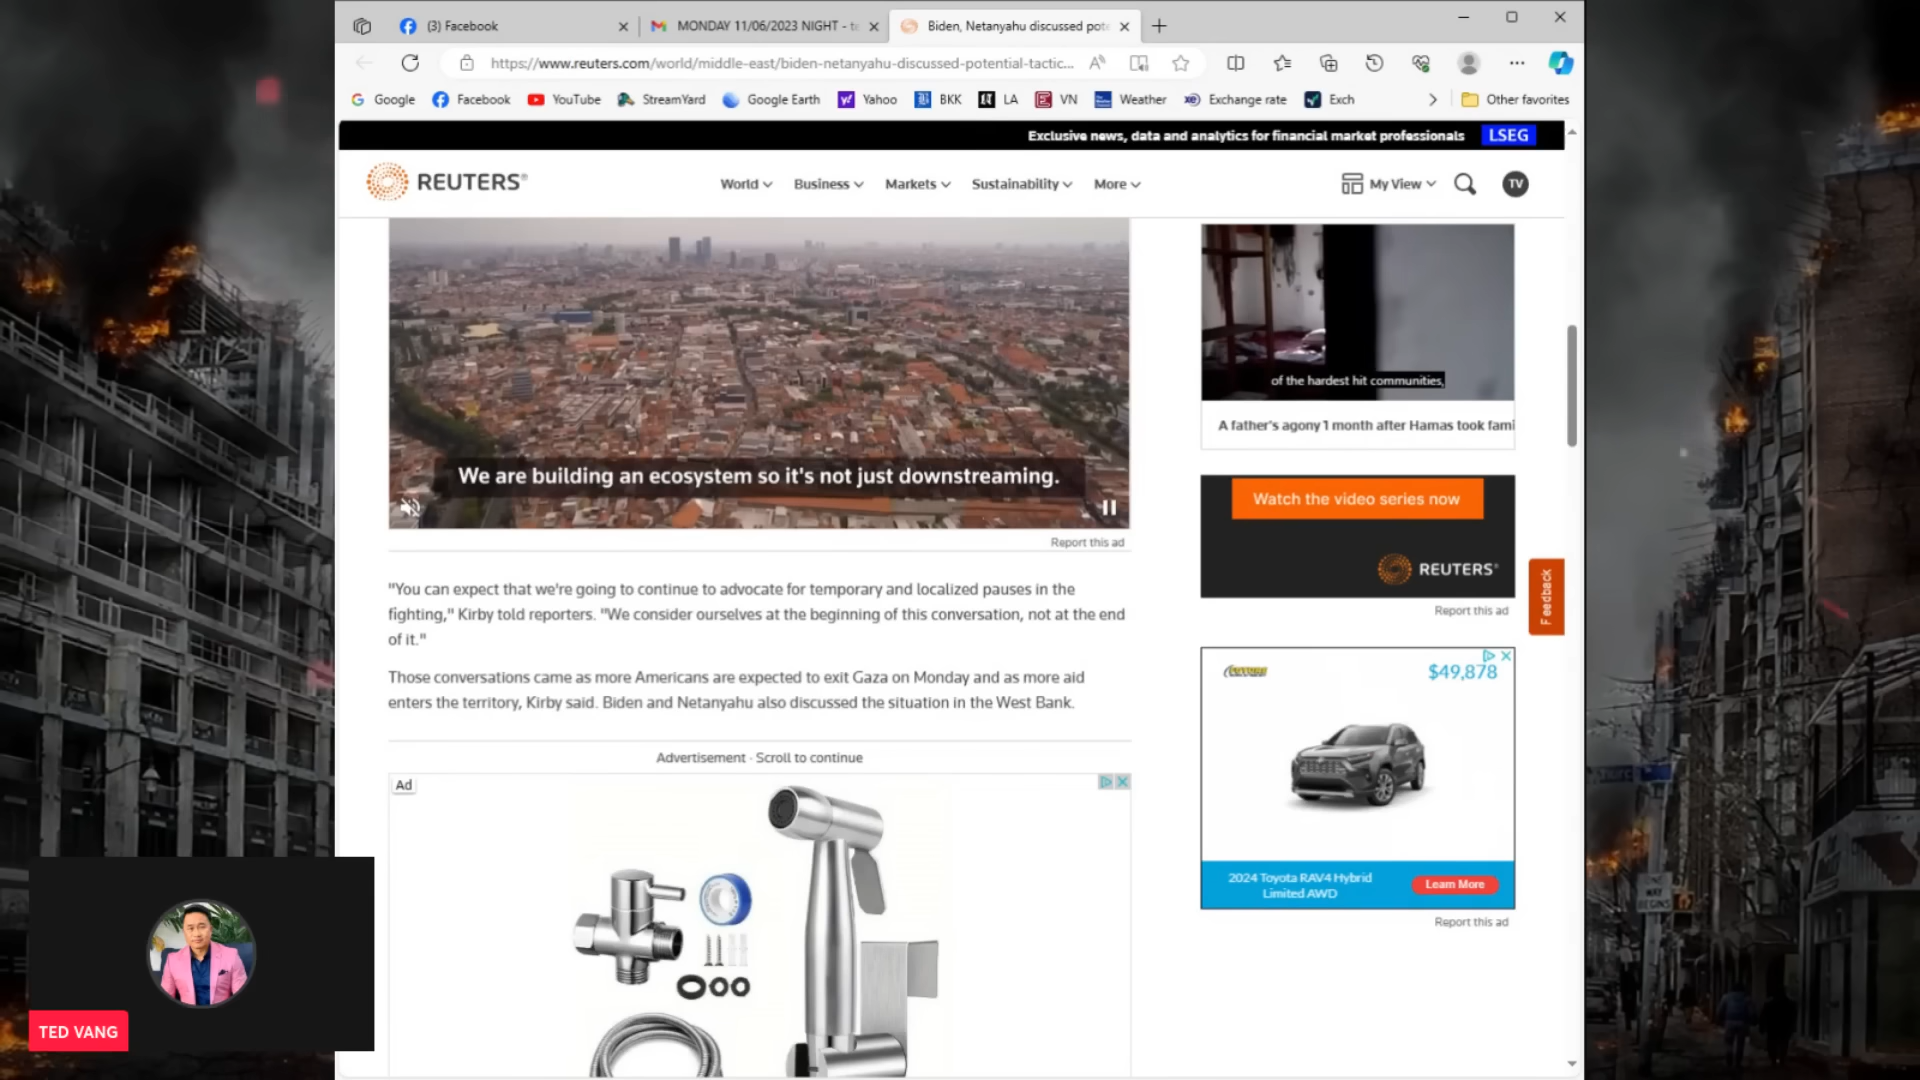 (3) Facebook
MONDAY 11/06/2023 NIGHT - t
Biden, Netanyahu discussed pot
https://www.reuters.com/world/middle-east/biden-netanyahu-discussed-potential-tactic...
Google
Facebook
YouTube
StreamYard
Google Earth
Yahoo
BKK
LA
VN
Weather
Exchange rate
Exch
Other favorites
Exclusive news, data and analytics for financial market professionals
LSEG
REUTERS
World
Business
Markets
Sustainability
More
My View
TV
We are building an ecosystem so it's not just downstreaming.
Report this ad
"You can expect that we're going to continue to advocate for temporary and localized pauses in the
fighting," Kirby told reporters. "We consider ourselves at the beginning of this conversation, not at the end
of it."
Those conversations came as more Americans are expected to exit Gaza on Monday and as more aid
enters the territory, Kirby said. Biden and Netanyahu also discussed the situation in the West Bank.
Advertisement · Scroll to continue
Ad
of the hardest hit communities,
A father's agony 1 month after Hamas took fami
Watch the video series now
REUTERS
Report this ad
Feedback
$49,878
2024 Toyota RAV4 Hybrid
Limited AWD
Learn More
Report this ad
TED VANG